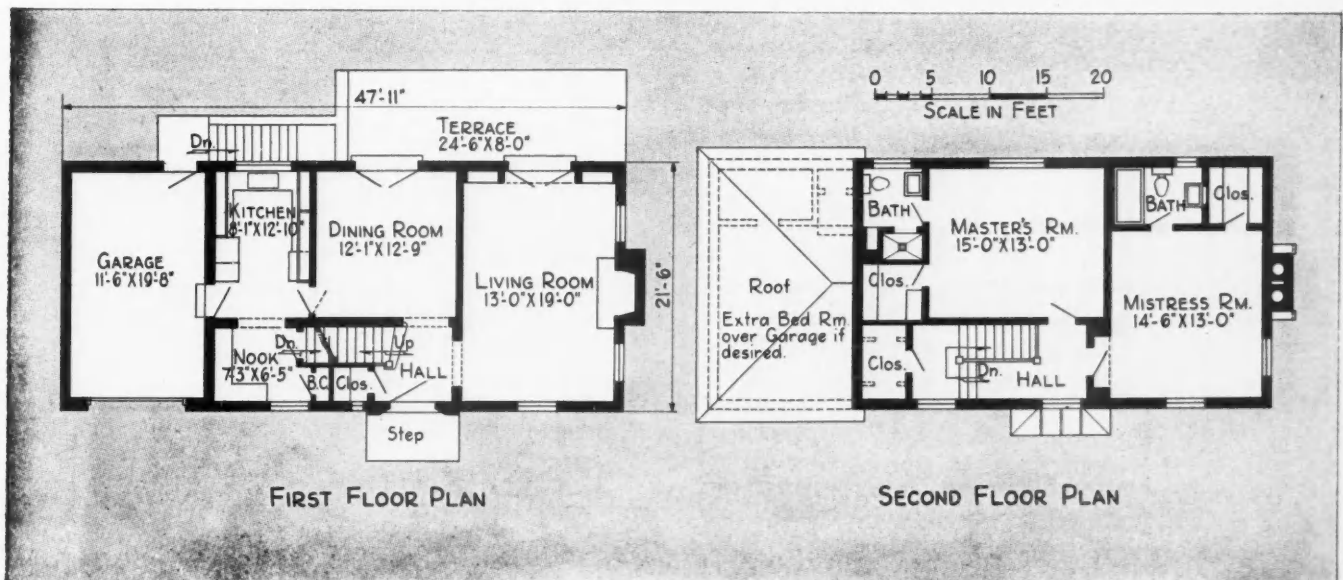 47'-11"
TERRACE
24'-6"X8'-0"
Dn.
KITCHEN
8'-1"X12'-10"
DINING ROOM
12'-1"X12'-9"
GARAGE
11'-6"X19'-8"
LIVING ROOM
13'-0"X19'-0"
21'-6"
NOOK
7'3"X6'-5"
Dn.
Up
B.C.
Clos.
HALL
Step
FIRST FLOOR PLAN
0 5 10 15 20
SCALE IN FEET
BATH
MASTER'S RM.
15'-0"X13'-0"
BATH
Clos.
Clos.
Roof
Extra Bed Rm
over Garage if
desired.
MISTRESS RM.
14'-6"X13'-0"
Clos.
Dn.
HALL
SECOND FLOOR PLAN